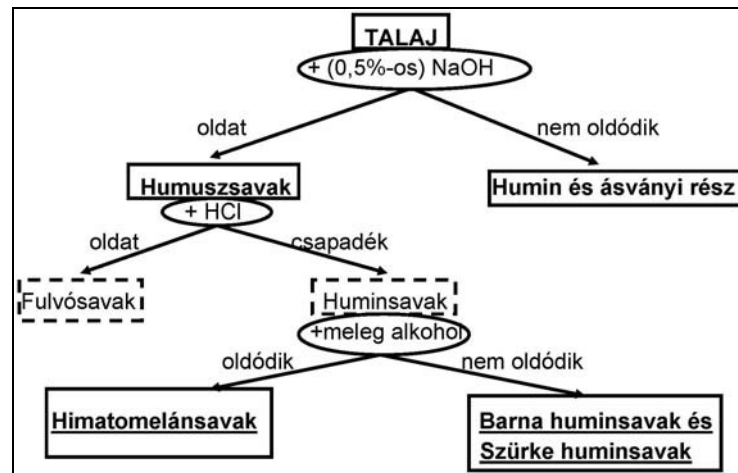 TALAJ
+ (0,5%-os) NaOH
oldat
nem oldódik
Humuszsavak
Humin és ásványi rész
+ HCl
oldat
csapadék
Fulvósavak
Huminsavak
+meleg alkohol
oldódik
nem oldódik
Himatomelánsavak
Barna huminsavak és
Szürke huminsavak